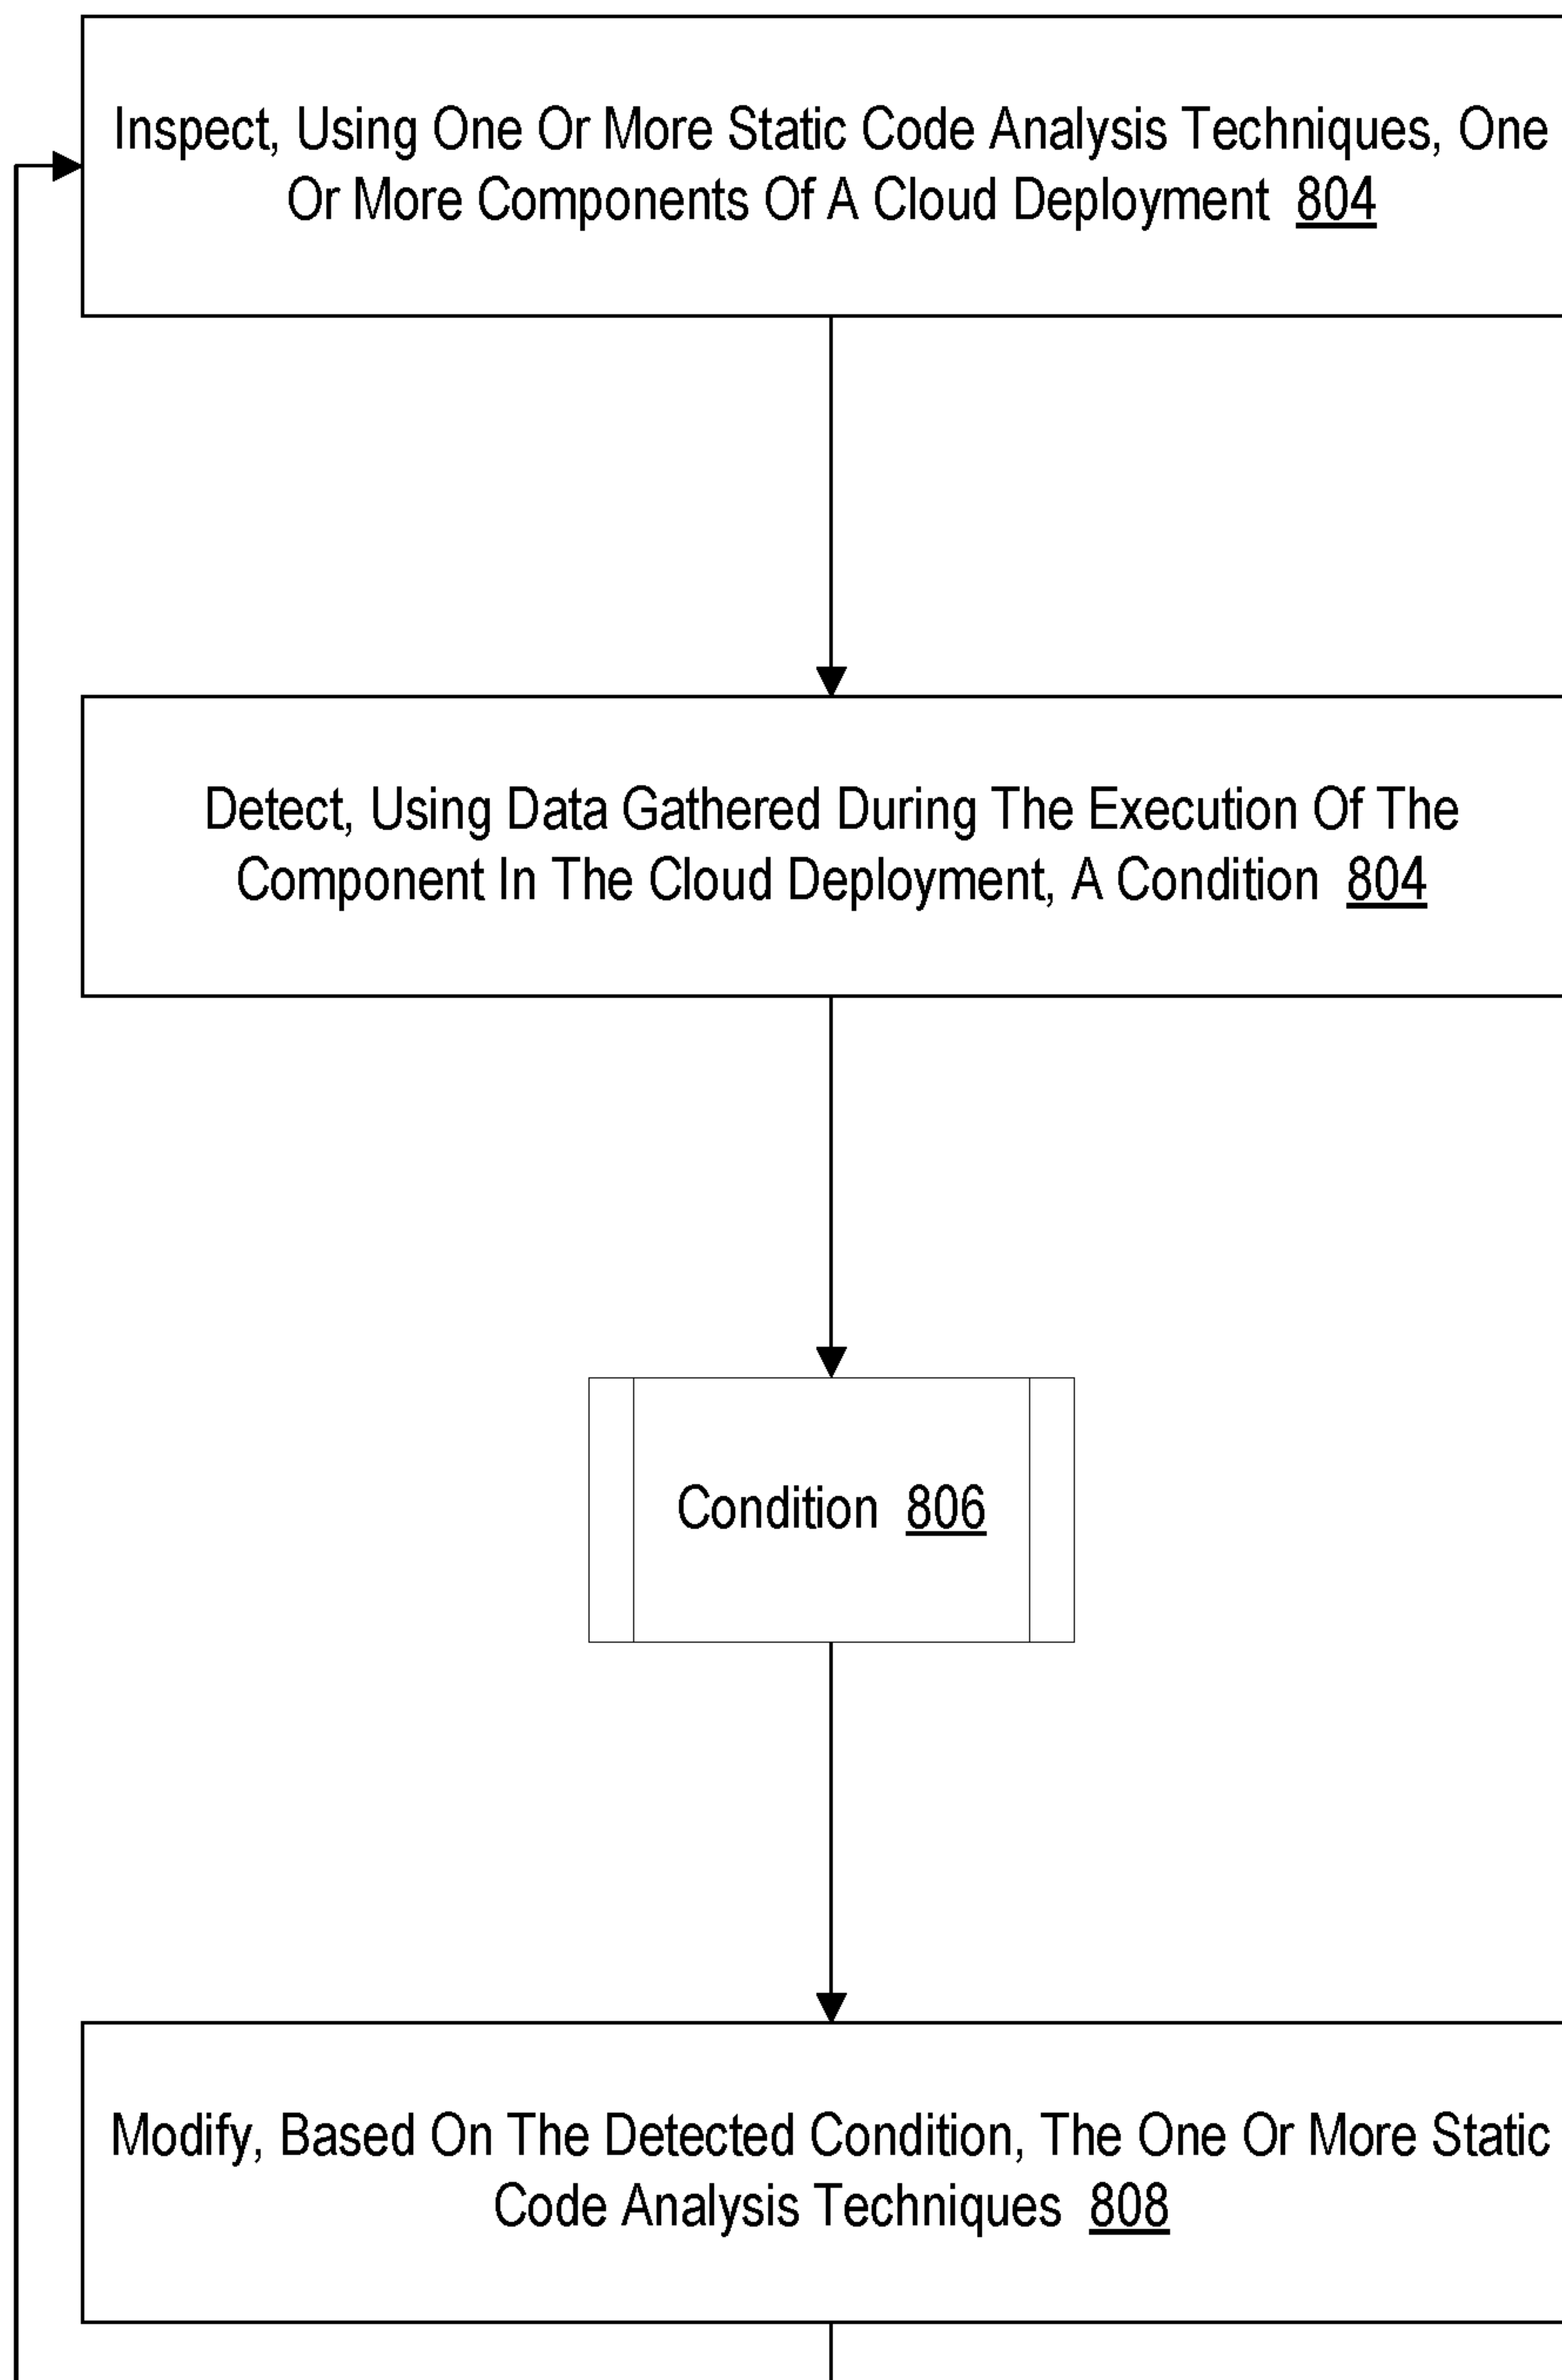 Inspect, Using One Or More Static Code Analysis Techniques, One
Or More Components Of A Cloud Deployment 804
Detect, Using Data Gathered During The Execution Of The
Component In The Cloud Deployment, A Condition 804
Condition 806
Modify, Based On The Detected Condition, The One Or More Static
Code Analysis Techniques 808